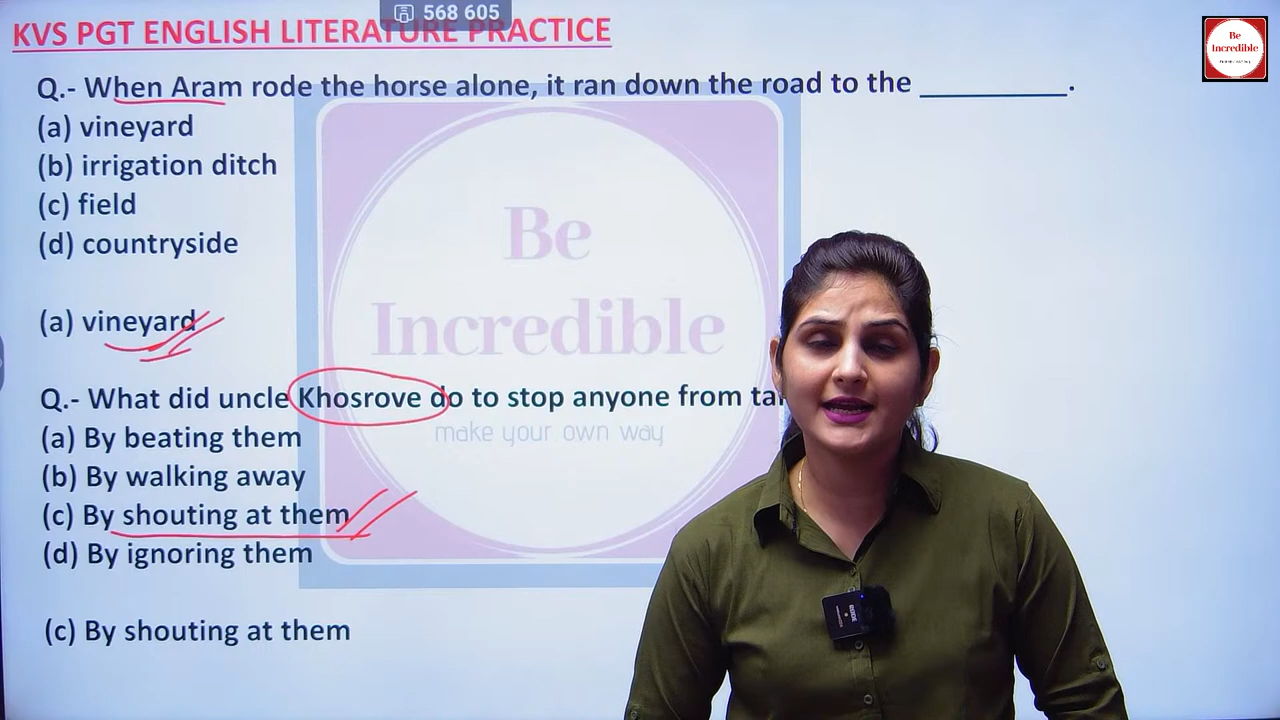 568 605
KVS PGT ENGLISH LITERATURE PRACTICE
Be
Incredible
Q.- When Aram rode the horse alone, it ran down the road to the __________.
(a) vineyard
(b) irrigation ditch
(c) field
(d) countryside
Be
Incredible
make your own way
(a) vineyard
Q.- What did uncle Khosrove do to stop anyone from
(a) By beating them
(b) By walking away
(c) By shouting at them
(d) By ignoring them
(c) By shouting at them